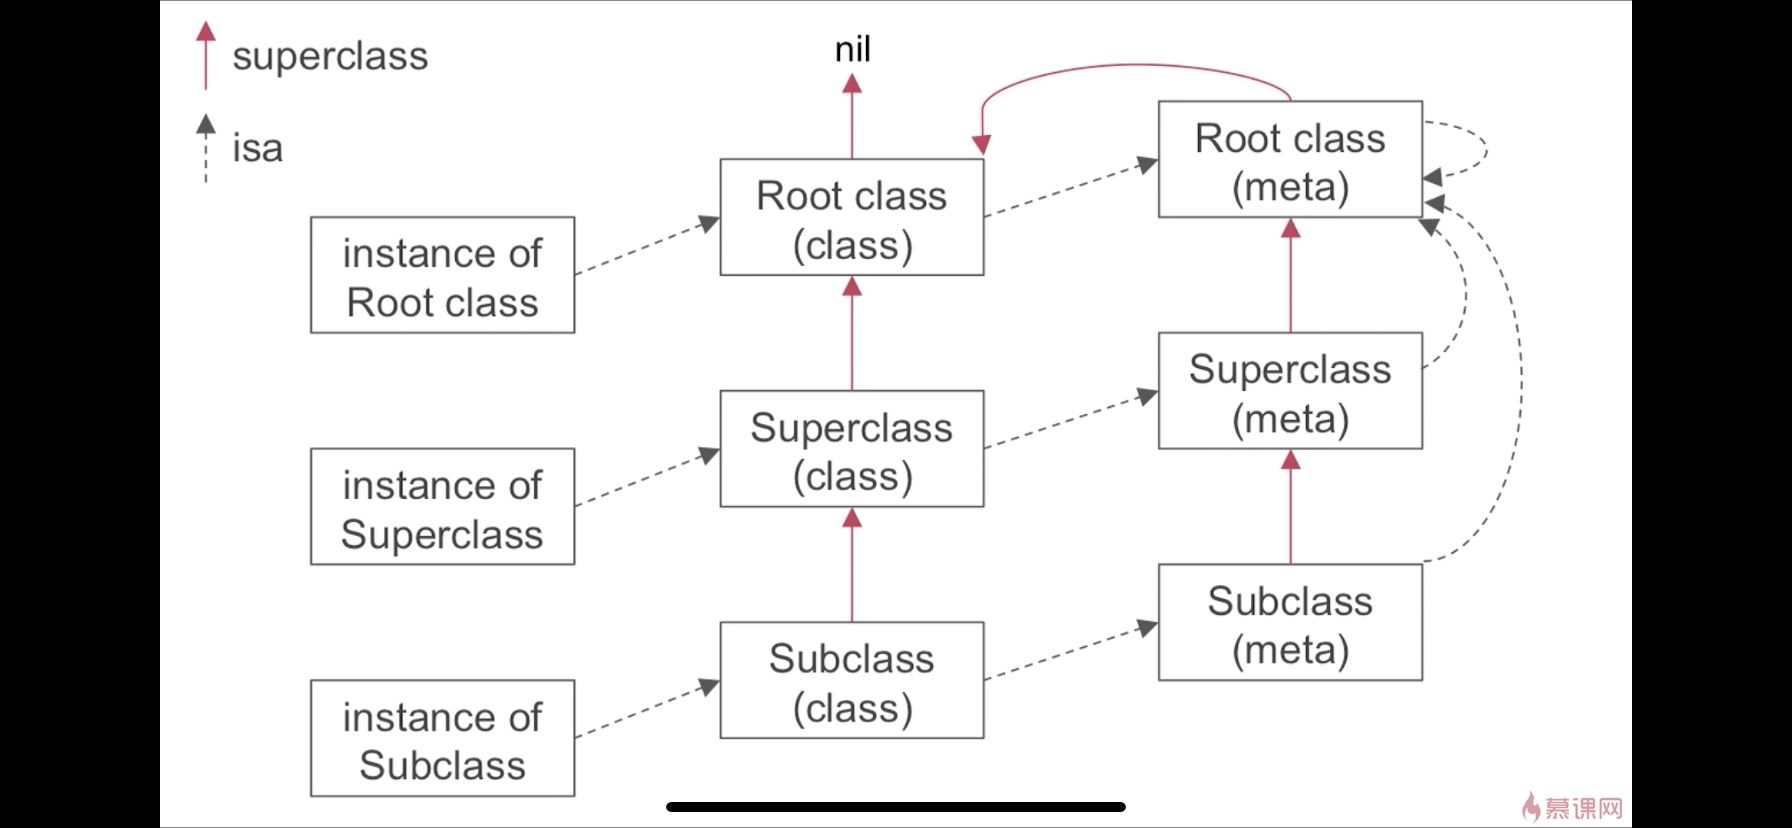 superclass
isa
nil
Root class
(meta)
Root class
(class)
instance of
Root class
Superclass
(meta)
Superclass
(class)
instance of
Superclass
Subclass
(meta)
Subclass
(class)
instance of
Subclass
慕课网